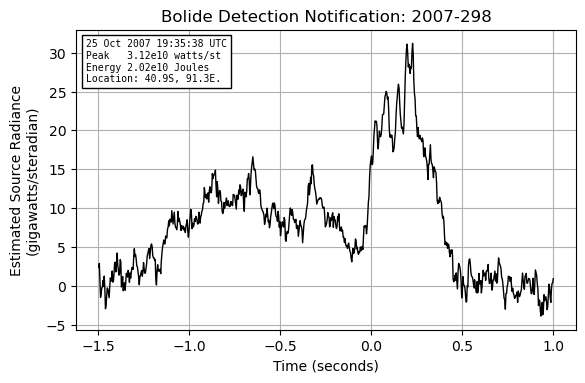 Bolide Detection Notification: 2007-298
25 Oct 2007 19:35:38 UTC
Peak   3.12e10 watts/st
Energy 2.02e10 Joules
Location: 40.9S, 91.3E.
Estimated Source Radiance
(gigawatts/steradian)
30
25
20
15
10
5
0
−5
−1.5 −1.0 −0.5 0.0 0.5 1.0
Time (seconds)